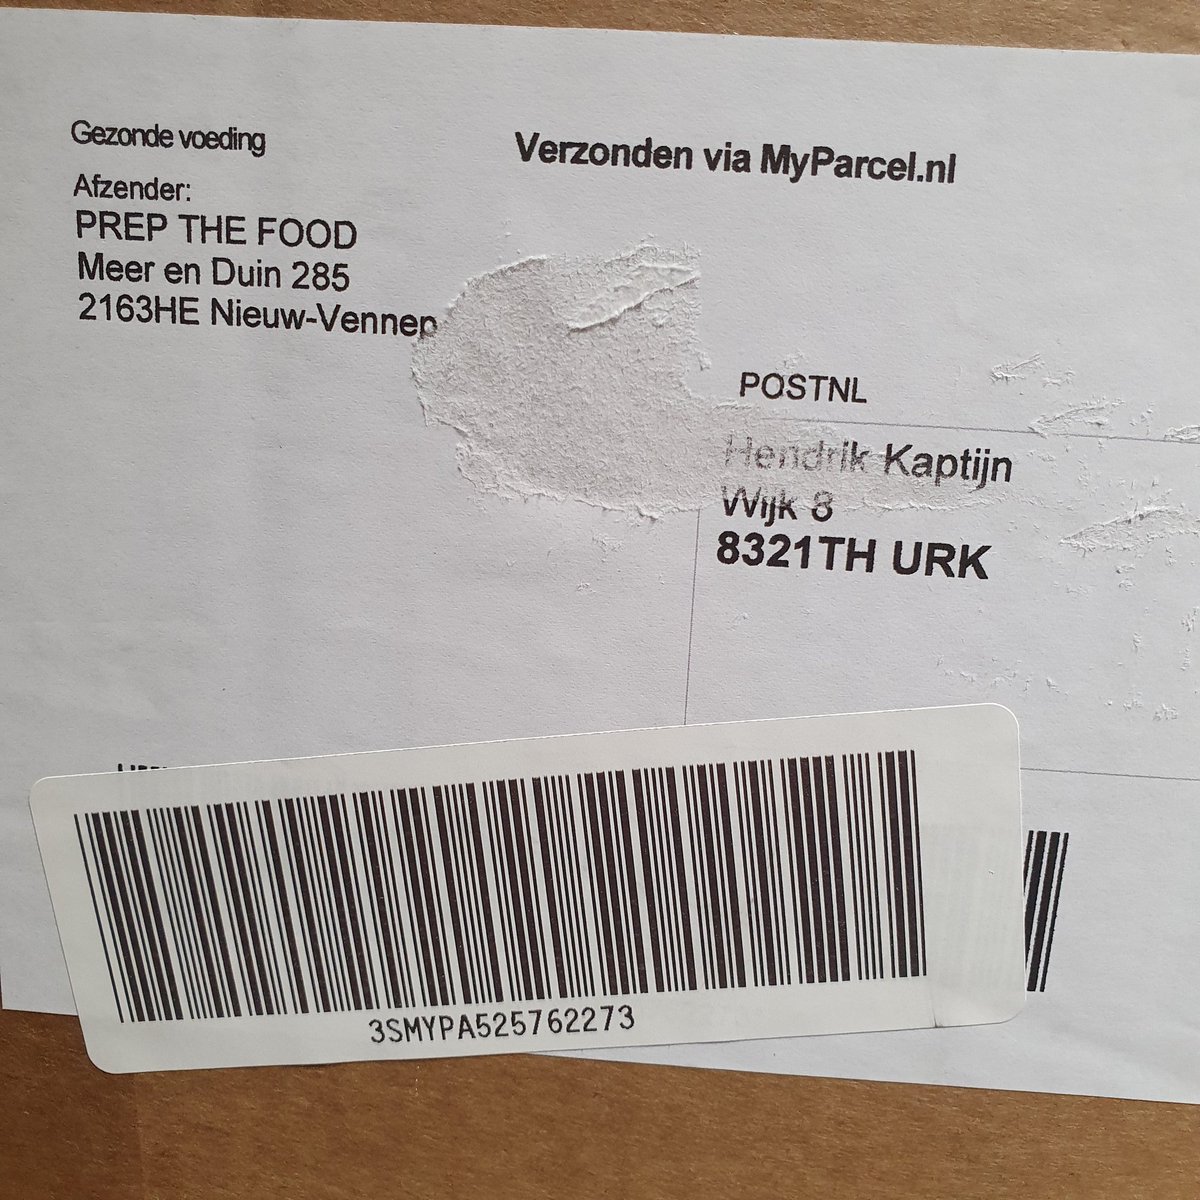 Gezonde voeding
Verzonden via MyParcel.nl
Afzender:
PREP THE FOOD
Meer en Duin 285
2163HE Nieuw-Vennep
POSTNL
Hendrik Kaptijn
Wijk 8
8321TH URK
3SMYPA525762273